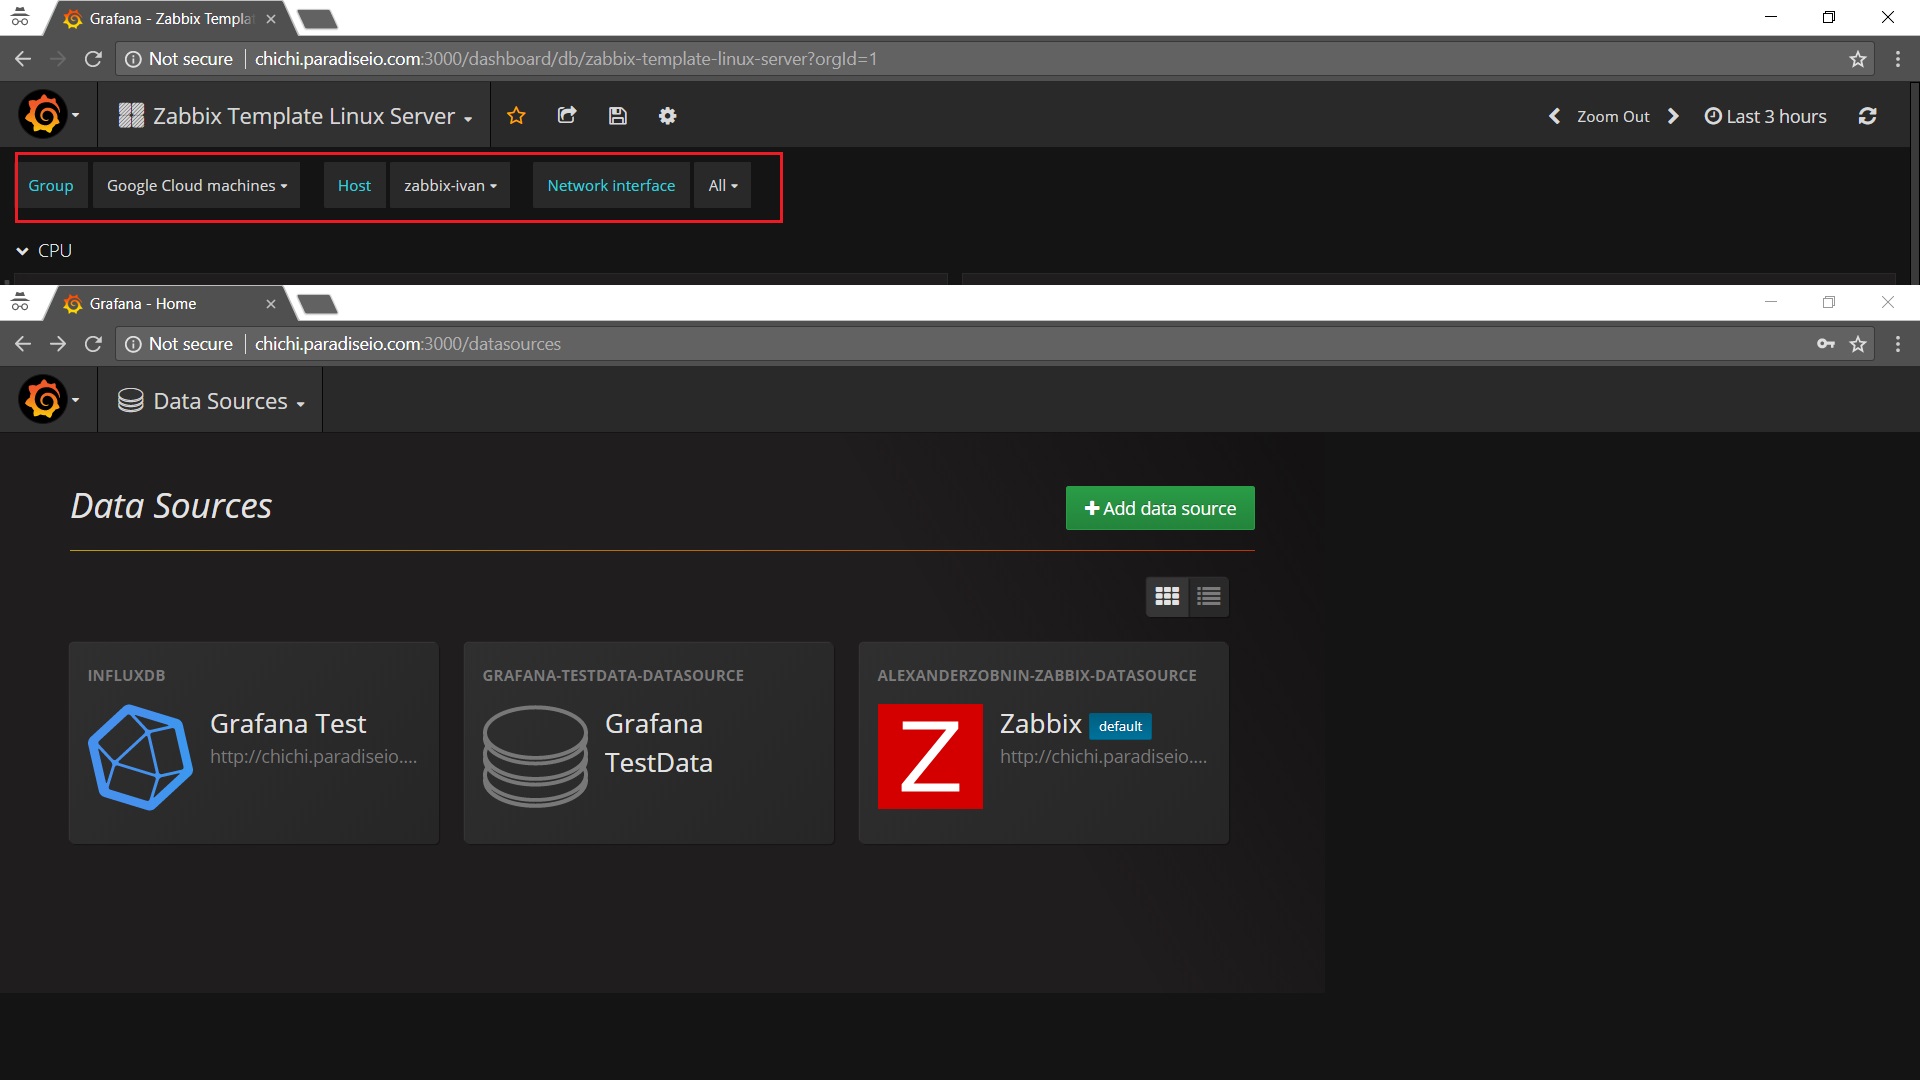 Grafana - Zabbix Templa
Not secure chichi.paradiseio.com:3000/dashboard/db/zabbix-template-linux-server?orgId=1
Zabbix Template Linux Server Zoom Out Last 3 hours
Group Google Cloud machines Host zabbix-ivan Network interface All
CPU
Grafana - Home
Not secure chichi.paradiseio.com:3000/datasources
Data Sources
Data Sources
Add data source
INFLUXDB
Grafana Test
http://chichi.paradiseio....
GRAFANA-TESTDATA-DATASOURCE
Grafana
TestData
ALEXANDERZOBNIN-ZABBIX-DATASOURCE
Z
Zabbix default
http://chichi.paradiseio....